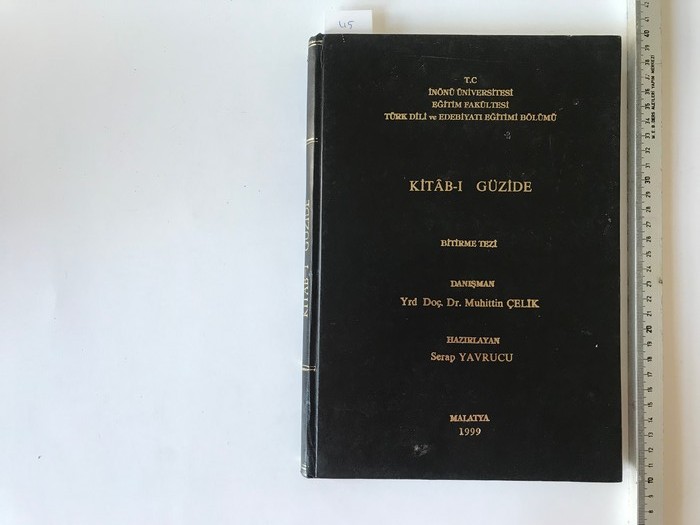 115
T.C
İNÖNÜ ÜNİVERSİTESİ
EĞİTİM FAKÜLTESİ
TÜRK DİLİ ve EDEBİYATI EĞİTİMİ BÖLÜMÜ
KİTÂB-I GÜZİDE
BİTİRME TEZİ
DANIŞMAN
Yrd Doç. Dr. Muhittin ÇELİK
HAZIRLAYAN
Serap YAVRUCU
MALATYA
1999
KİTAB-I GÜZİDE